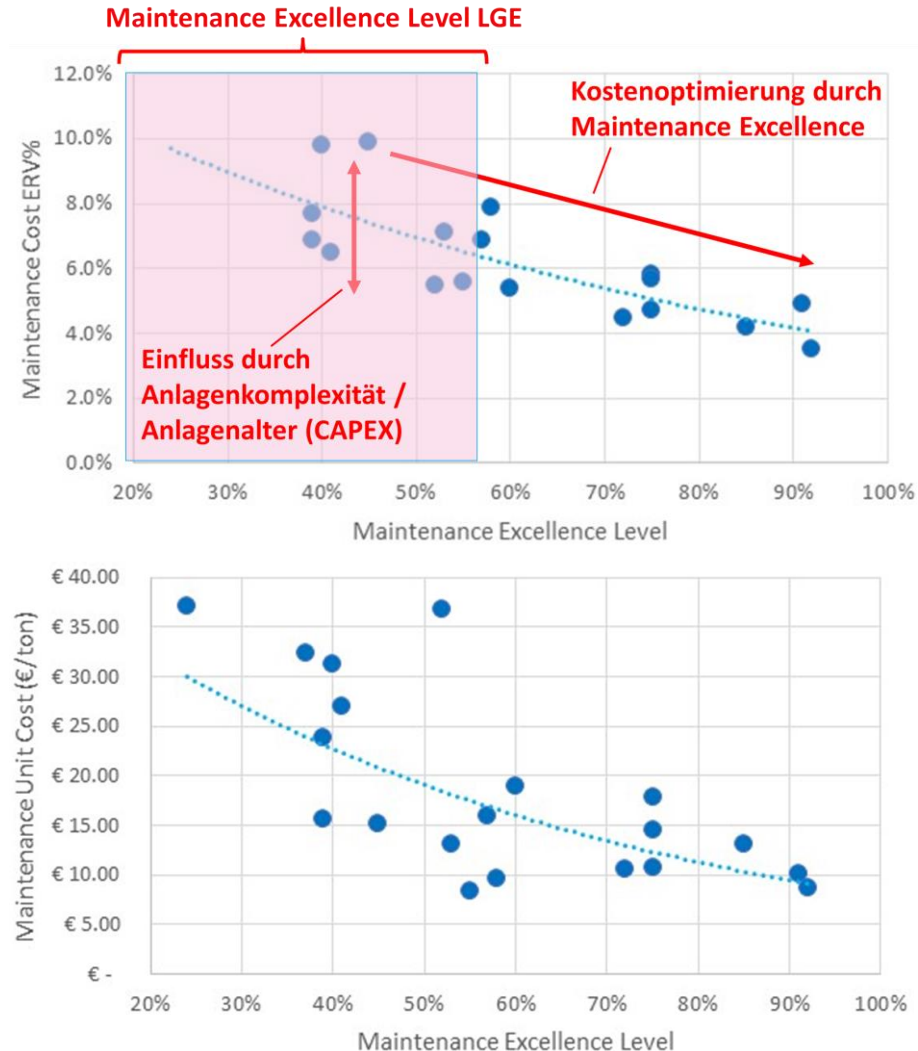 Maintenance Excellence Level LGE
12.0%
10.0%
8.0%
6.0%
4.0%
2.0%
0.0%
Maintenance Cost ERV%
Kostenoptimierung durch
Maintenance Excellence
Einfluss durch
Anlagenkomplexität /
Anlagenalter (CAPEX)
20% 30% 40% 50% 60% 70% 80% 90% 100%
Maintenance Excellence Level
€ 40.00
€ 35.00
€ 30.00
€ 25.00
€ 20.00
€ 15.00
€ 10.00
€ 5.00
€ -
Maintenance Unit Cost (€/ton)
20% 30% 40% 50% 60% 70% 80% 90% 100%
Maintenance Excellence Level